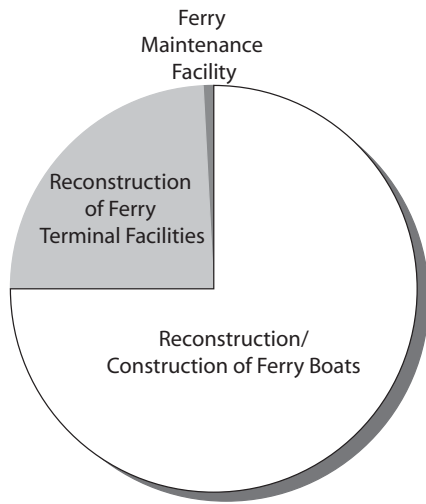 Ferry
Maintenance
Facility
Reconstruction
of Ferry
Terminal Facilities
Reconstruction/
Construction of Ferry Boats